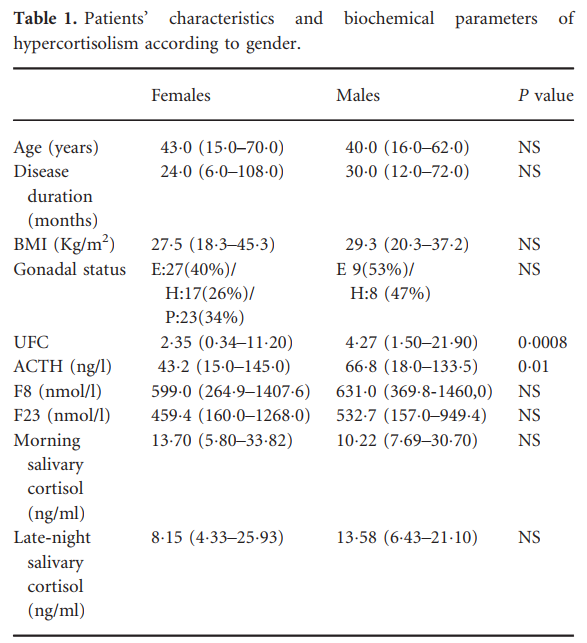 Table 1. Patients’ characteristics and biochemical parameters of
hypercortisolism according to gender.
Females Males P value
Age (years) 43·0 (15·0–70·0) 40·0 (16·0–62·0) NS
Disease 24·0 (6·0–108·0) 30·0 (12·0–72·0) NS
duration
(months)
BMI (Kg/m²) 27·5 (18·3–45·3) 29·3 (20·3–37·2) NS
Gonadal status E:27(40%)/ E 9(53%)/ NS
H:17(26%)/ H:8 (47%)
P:23(34%)
UFC 2·35 (0·34–11·20) 4·27 (1·50–21·90) 0·0008
ACTH (ng/l) 43·2 (15·0–145·0) 66·8 (18·0–133·5) 0·01
F8 (nmol/l) 599·0 (264·9–1407·6) 631·0 (369·8-1460,0) NS
F23 (nmol/l) 459·4 (160·0–1268·0) 532·7 (157·0–949·4) NS
Morning 13·70 (5·80–33·82) 10·22 (7·69–30·70) NS
salivary
cortisol
(ng/ml)
Late-night 8·15 (4·33–25·93) 13·58 (6·43–21·10) NS
salivary
cortisol
(ng/ml)